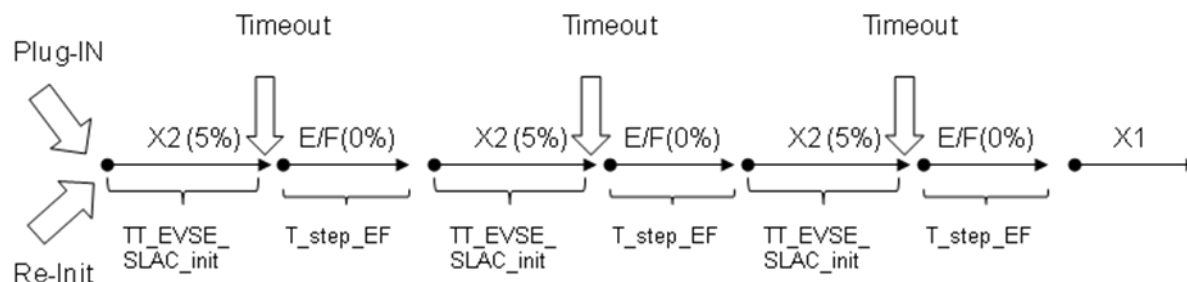 Timeout
Timeout
Timeout
Plug-IN
X2 (5%)
E/F(0%)
X2 (5%)
E/F(0%)
X2 (5%)
E/F(0%)
X1
TT_EVSE_
SLAC_init
T_step_EF
TT_EVSE_
SLAC_init
T_step_EF
TT_EVSE_
SLAC_init
T_step_EF
Re-Init